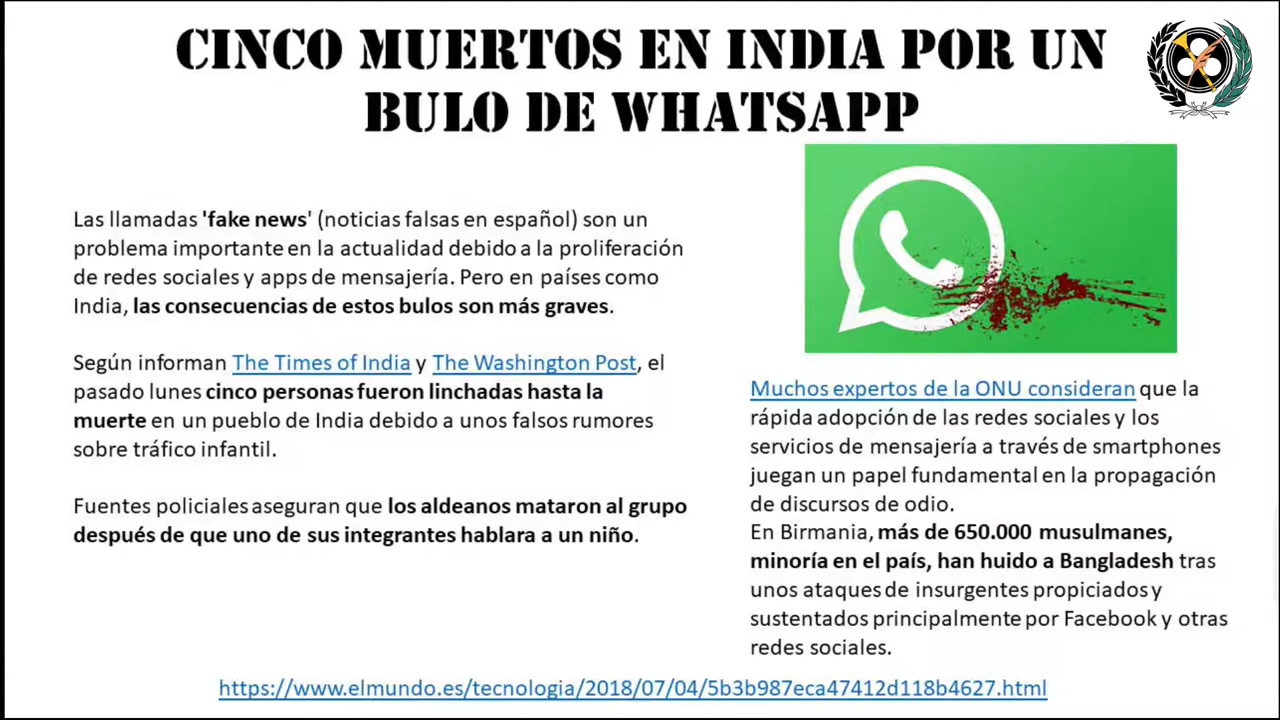 CINCO MUERTOS EN INDIA POR UN
BULO DE WHATSAPP
Las llamadas 'fake news' (noticias falsas en español) son un
problema importante en la actualidad debido a la proliferación
de redes sociales y apps de mensajería. Pero en países como
India, las consecuencias de estos bulos son más graves.
Según informan The Times of India y The Washington Post, el
pasado lunes cinco personas fueron linchadas hasta la
muerte en un pueblo de India debido a unos falsos rumores
sobre tráfico infantil.
Fuentes policiales aseguran que los aldeanos mataron al grupo
después de que uno de sus integrantes hablara a un niño.
Muchos expertos de la ONU consideran que la
rápida adopción de las redes sociales y los
servicios de mensajería a través de smartphones
juegan un papel fundamental en la propagación
de discursos de odio.
En Birmania, más de 650.000 musulmanes,
minoría en el país, han huido a Bangladesh tras
unos ataques de insurgentes propiciados y
sustentados principalmente por Facebook y otras
redes sociales.
https://www.elmundo.es/tecnologia/2018/07/04/5b3b987eca47412d118b4627.html